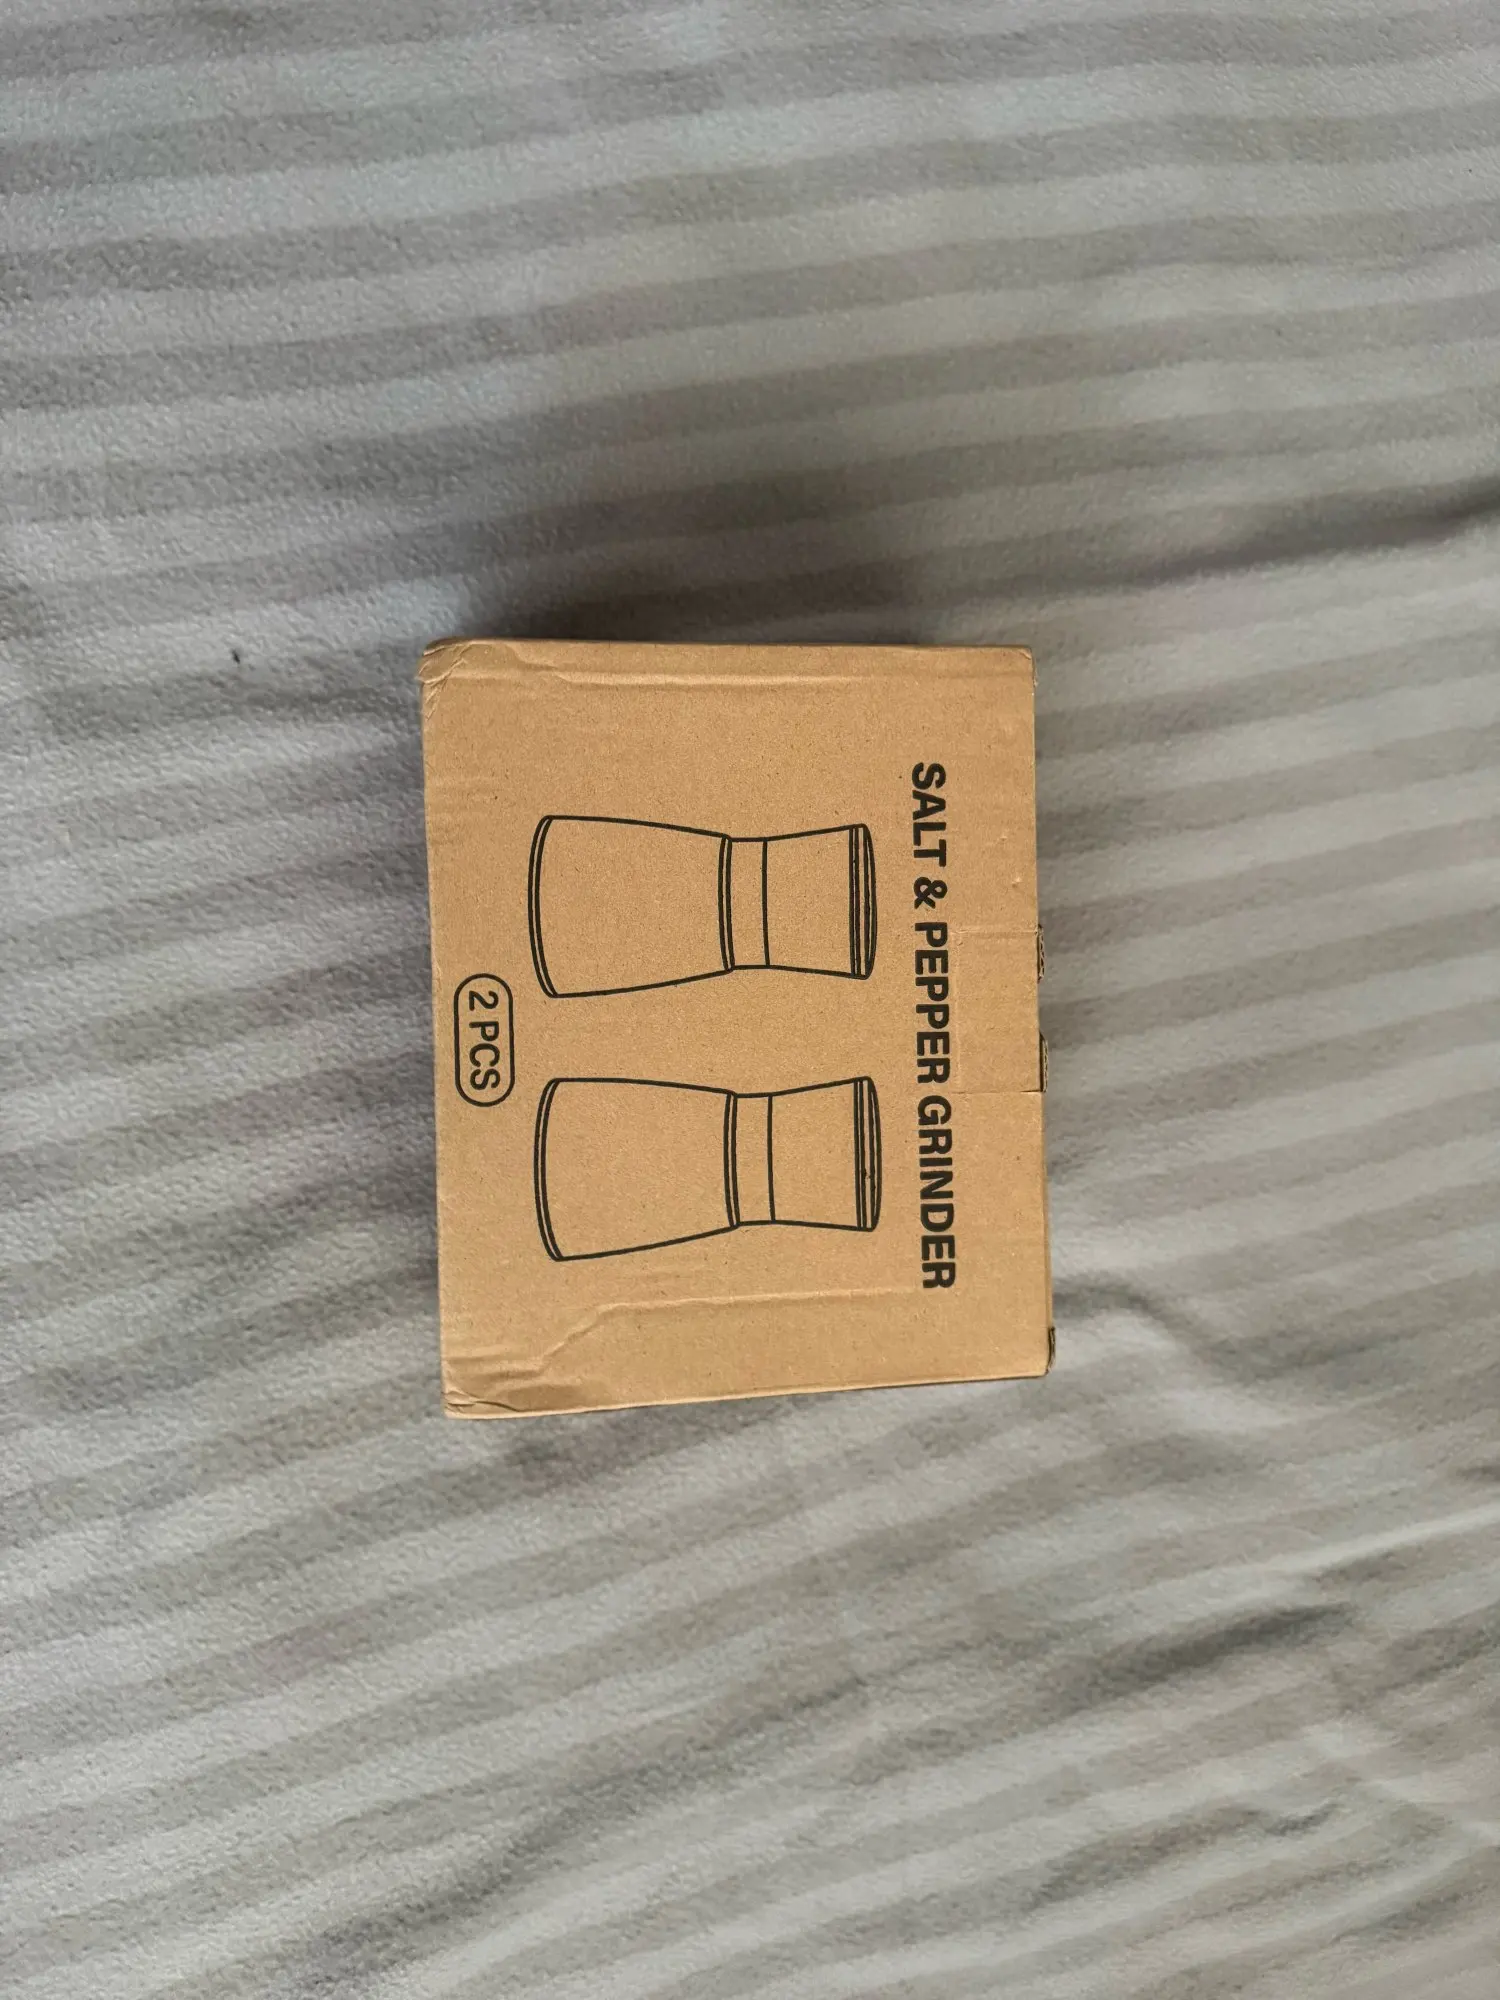 SALT & PEPPER GRINDER
2 PCS